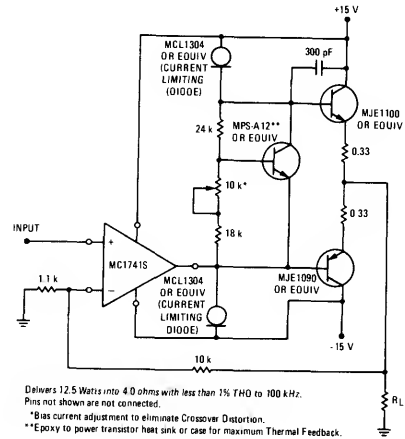 +15 V
MCL1304
OR EQUIV
(CURRENT
LIMITING
(DIODE)
300 pF
MJE1100
OR EQUIV
MPS-A12**
OR EQUIV
24 k
0.33
10 k*
0 33
INPUT
+
18 k
MC1741S
MJE1090
OR EQUIV
1.1 k
−
MCL1304
OR EQUIV
(CURRENT
LIMITING
DIODE)
- 15 V
10 k
RL
Delivers 12.5 Watts into 4.0 ohms with less than 1% THD to 100 kHz.
Pins not shown are not connected.
*Bias current adjustment to eliminate Crossover Distortion.
**Epoxy to power transistor heat sink or case for maximum Thermal Feedback.